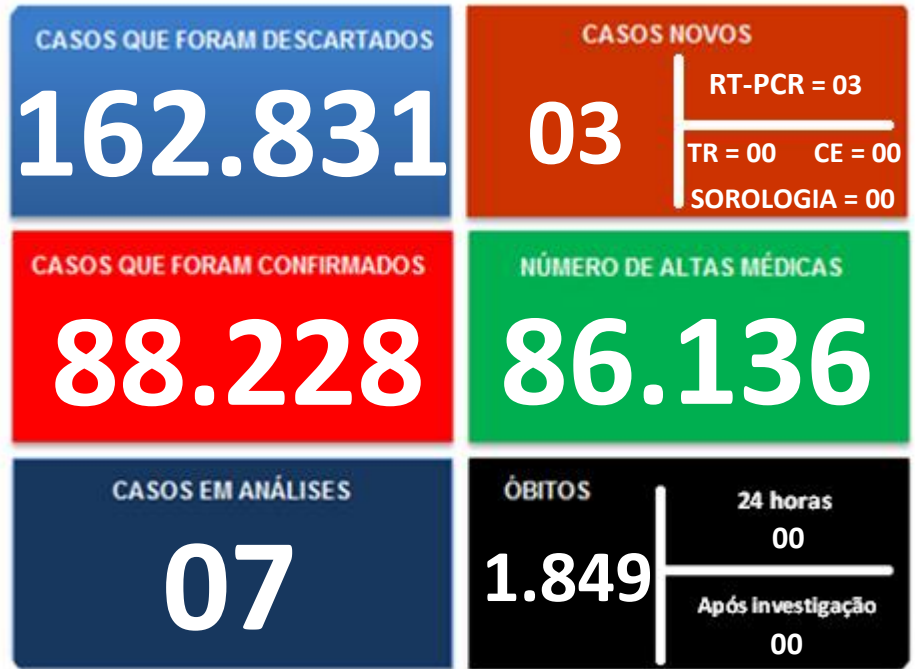 CASOS QUE FORAM DESCARTADOS
162.831
CASOS NOVOS
03
RT-PCR = 03
TR = 00 CE = 00
SOROLOGIA = 00
CASOS QUE FORAM CONFIRMADOS
88.228
NÚMERO DE ALTAS MÉDICAS
86.136
CASOS EM ANÁLISES
07
ÓBITOS
1.849
24 horas
00
Após investigação
00